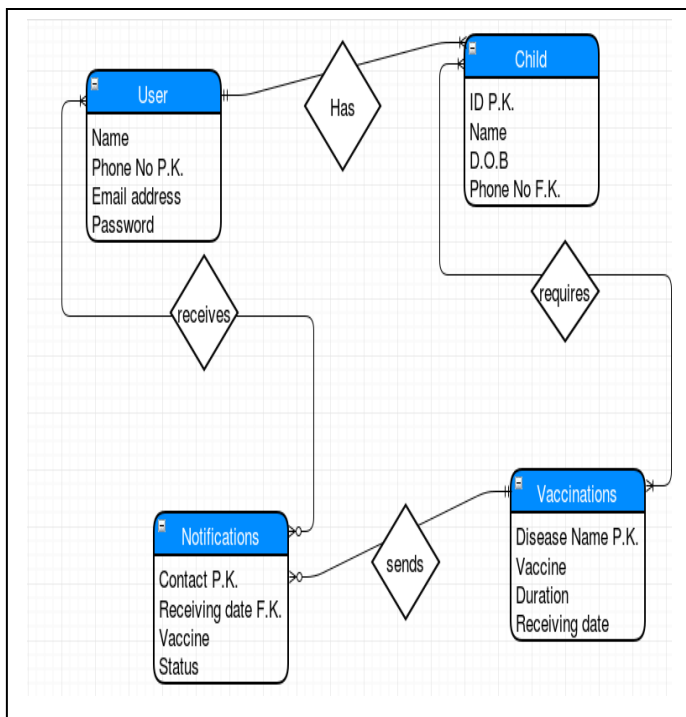 User
Name
Phone No P.K.
Email address
Password
Has
Child
ID P.K.
Name
D.O.B
Phone No F.K.
receives
requires
Notifications
Contact P.K.
Receiving date F.K.
Vaccine
Status
sends
Vaccinations
Disease Name P.K.
Vaccine
Duration
Receiving date